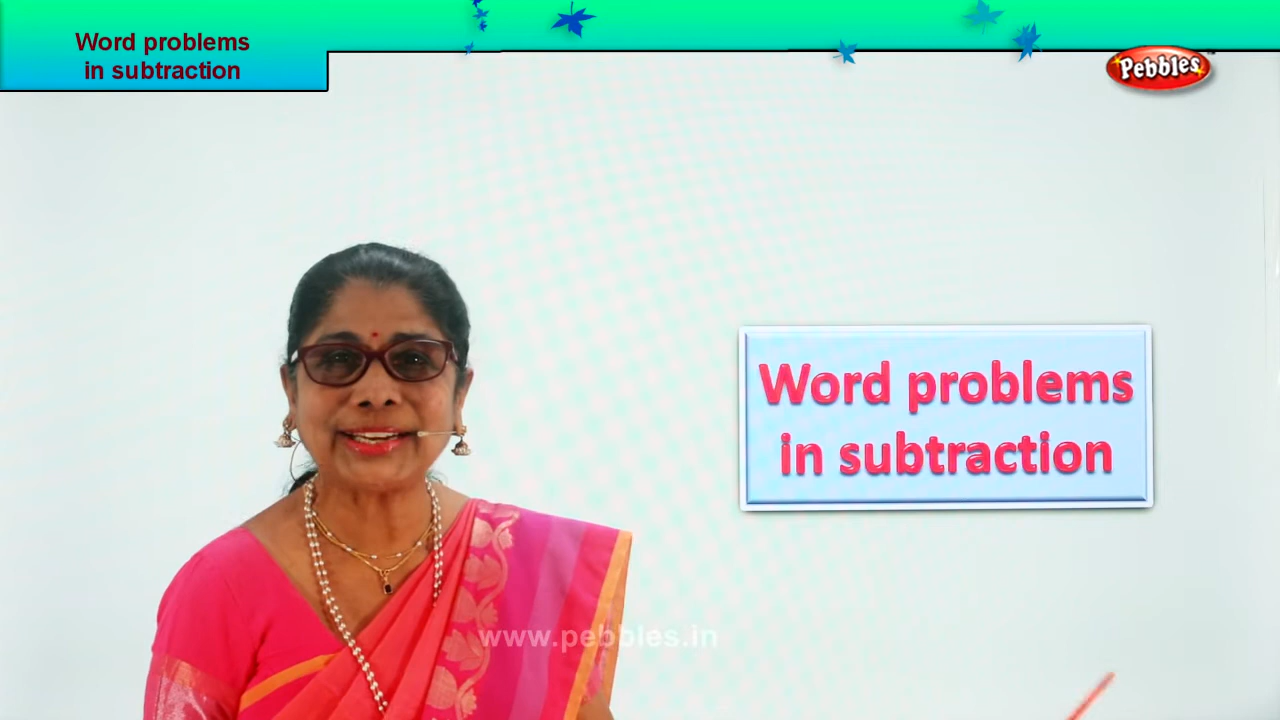 Word problems
in subtraction
Pebbles
Word problems
in subtraction
www.pebbles.in